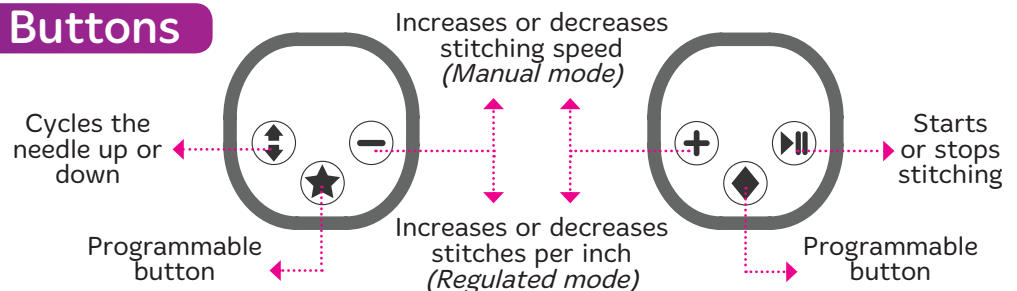 Buttons
Increases or decreases
stitching speed
(Manual mode)
Cycles the
needle up or
down
Starts
or stops
stitching
Programmable
button
Increases or decreases
stitches per inch
(Regulated mode)
Programmable
button